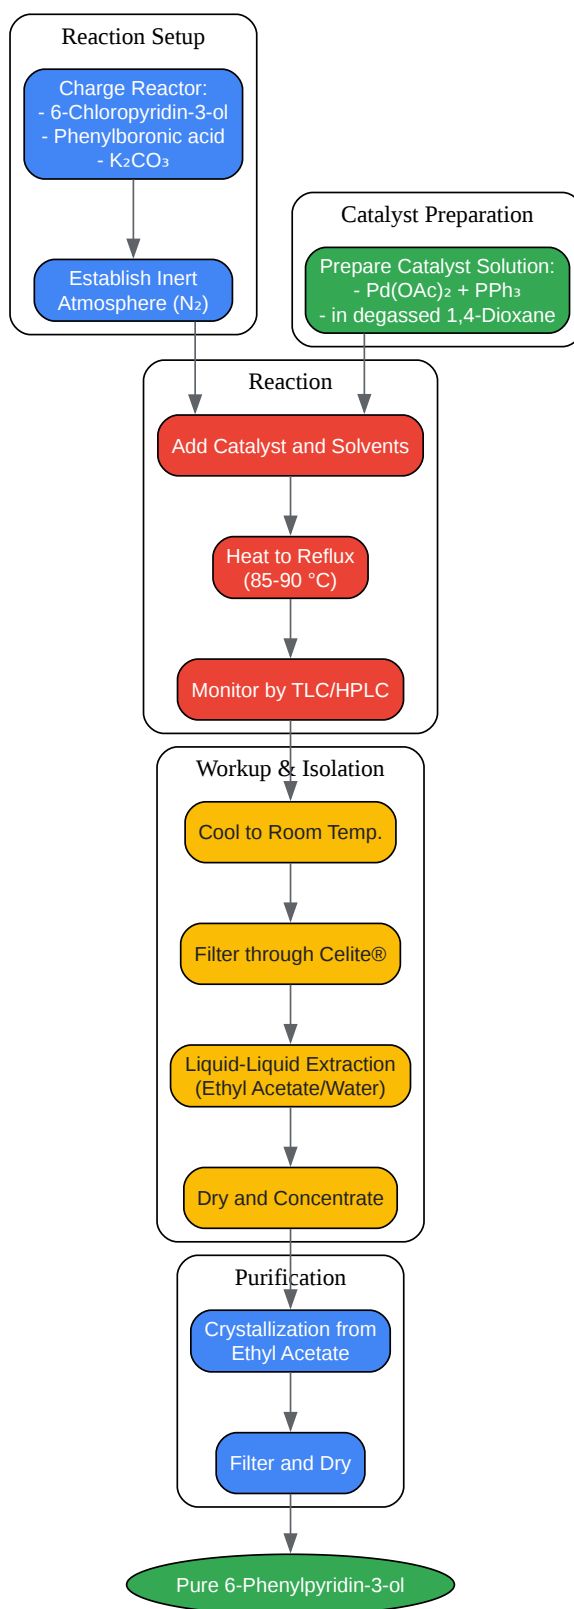 Reaction Setup
Charge Reactor:
- 6-Chloropyridin-3-ol
- Phenylboronic acid
- K₂CO₃
Establish Inert
Atmosphere (N₂)
Catalyst Preparation
Prepare Catalyst Solution:
- Pd(OAc)₂ + PPh₃
- in degassed 1,4-Dioxane
Reaction
Add Catalyst and Solvents
Heat to Reflux
(85-90 °C)
Monitor by TLC/HPLC
Workup & Isolation
Cool to Room Temp.
Filter through Celite®
Liquid-Liquid Extraction
(Ethyl Acetate/Water)
Dry and Concentrate
Purification
Crystallization from
Ethyl Acetate
Filter and Dry
Pure 6-Phenylpyridin-3-ol